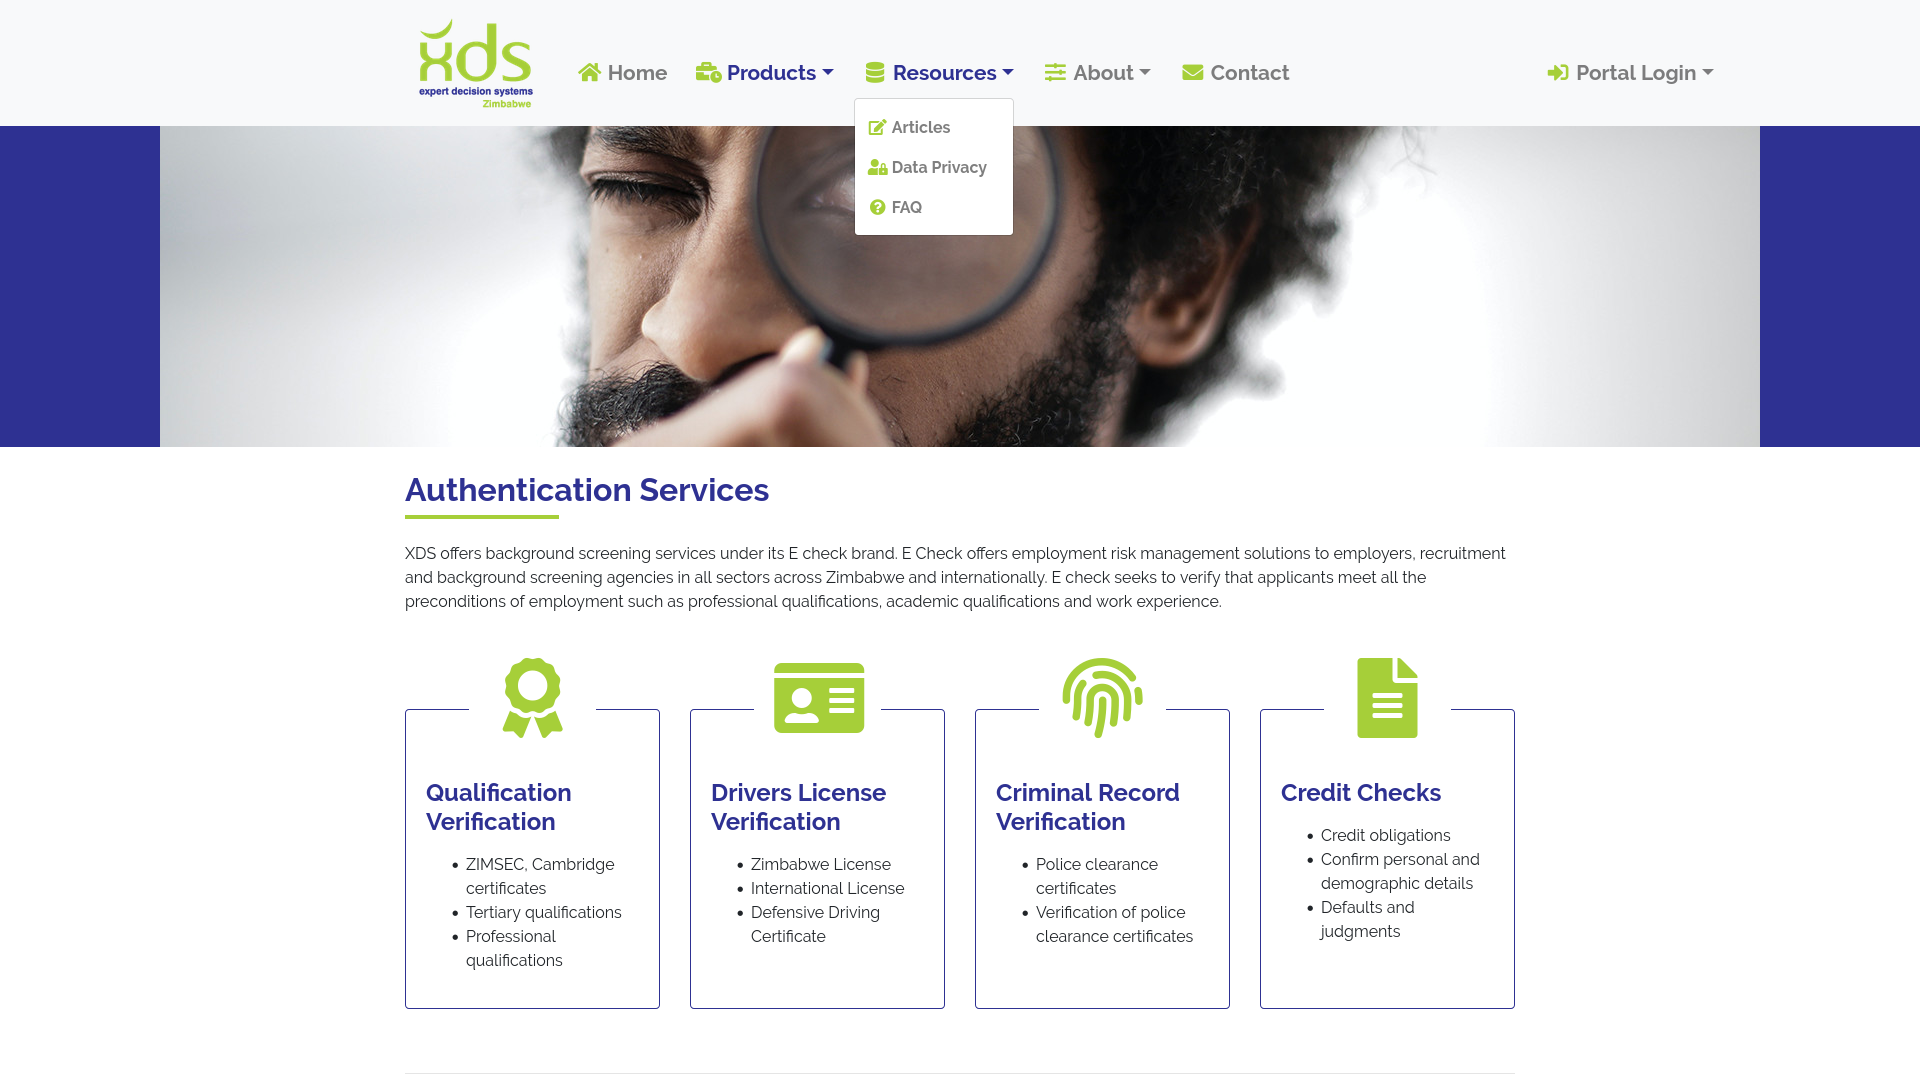 xds
expert decision systems
Zimbabwe
Home
Products
Resources
About
Contact
Portal Login
Articles
Data Privacy
FAQ
Authentication Services
XDS offers background screening services under its E check brand. E Check offers employment risk management solutions to employers, recruitment
and background screening agencies in all sectors across Zimbabwe and internationally. E check seeks to verify that applicants meet all the
preconditions of employment such as professional qualifications, academic qualifications and work experience.
Qualification
Verification
• ZIMSEC, Cambridge
certificates
• Tertiary qualifications
• Professional
qualifications
Drivers License
Verification
• Zimbabwe License
• International License
• Defensive Driving
Certificate
Criminal Record
Verification
• Police clearance
certificates
• Verification of police
clearance certificates
Credit Checks
• Credit obligations
• Confirm personal and
demographic details
• Defaults and
judgments